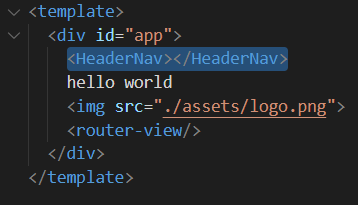 <template>
<div id="app">
<HeaderNav></HeaderNav>
hello world
<img src="./assets/logo.png">
<router-view/>
</div>
</template>